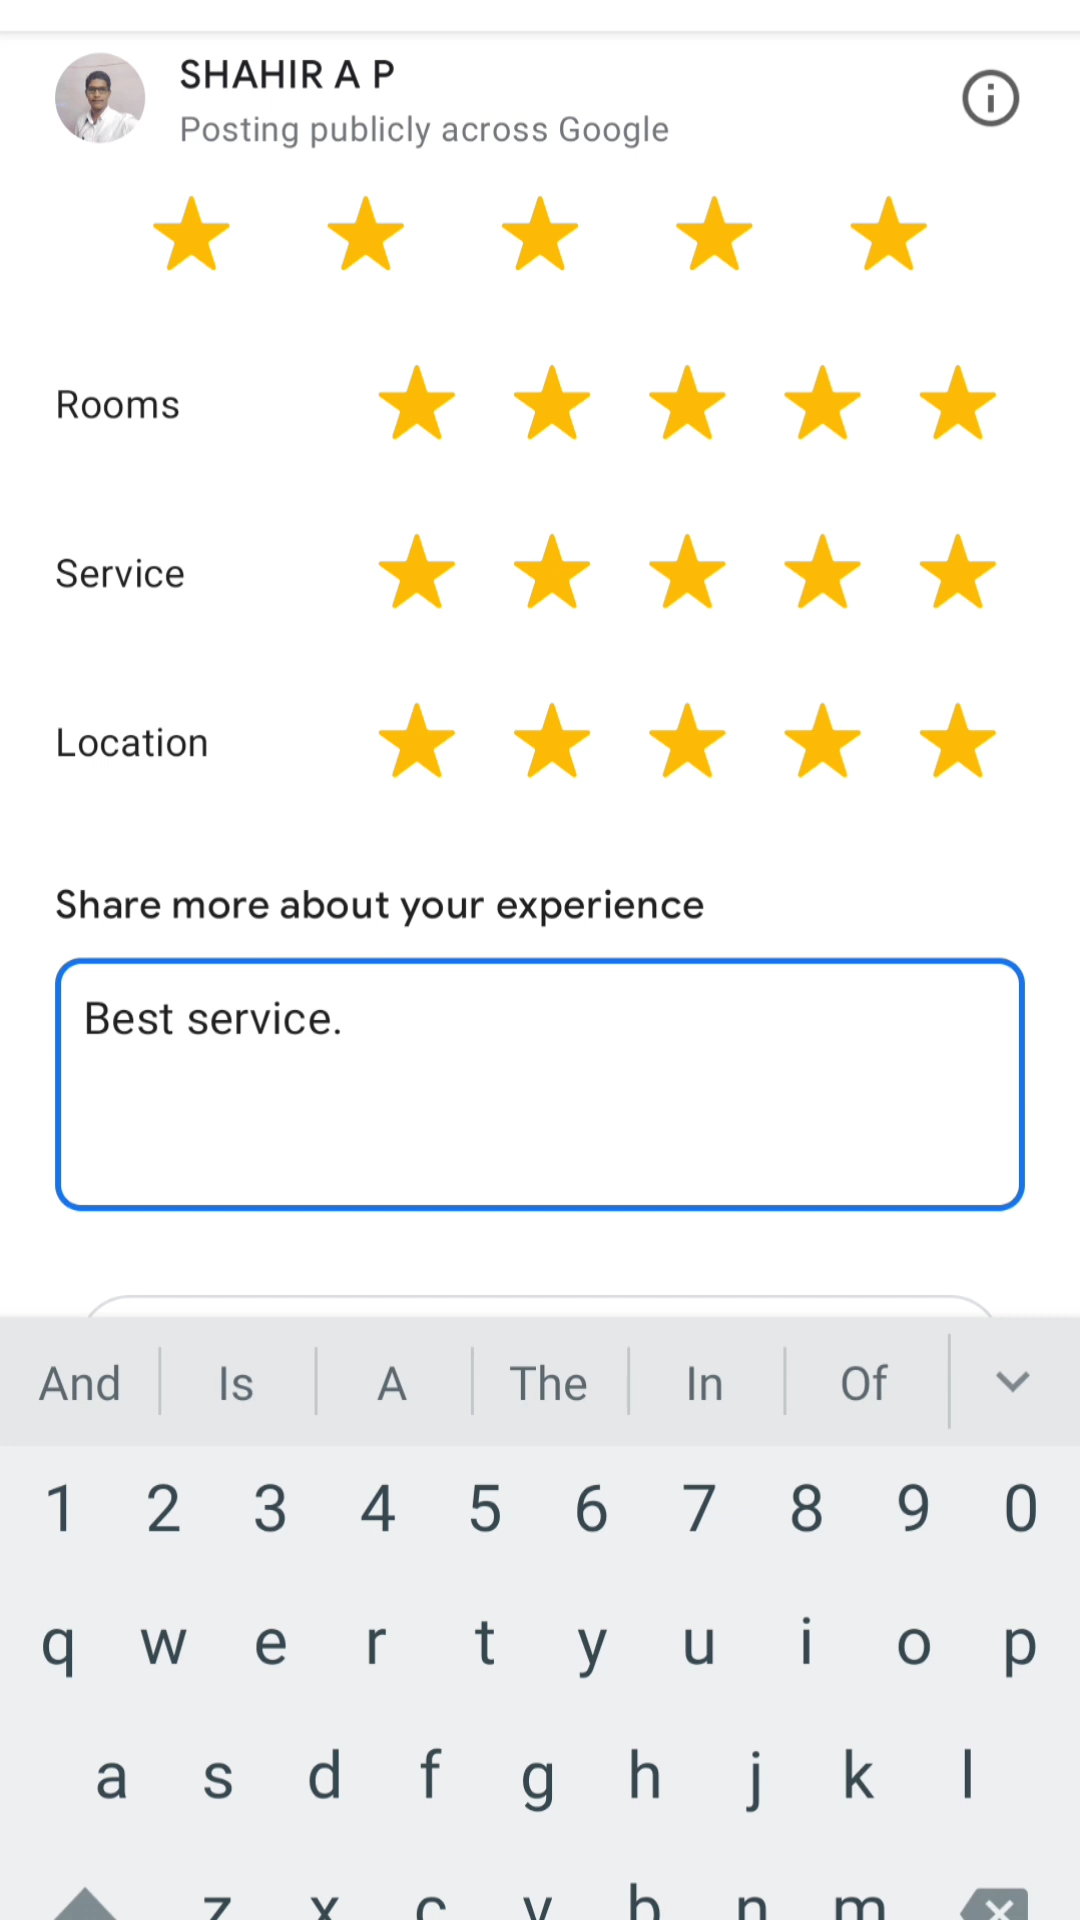 SHAHIR A P
Posting publicly across Google
Rooms
Service
Location
Share more about your experience
Best service.
And Is A The In Of
1 2 3 4 5 6 7 8 9 0
q w e r t y u i o p
a s d f g h j k l
z x c v b n m